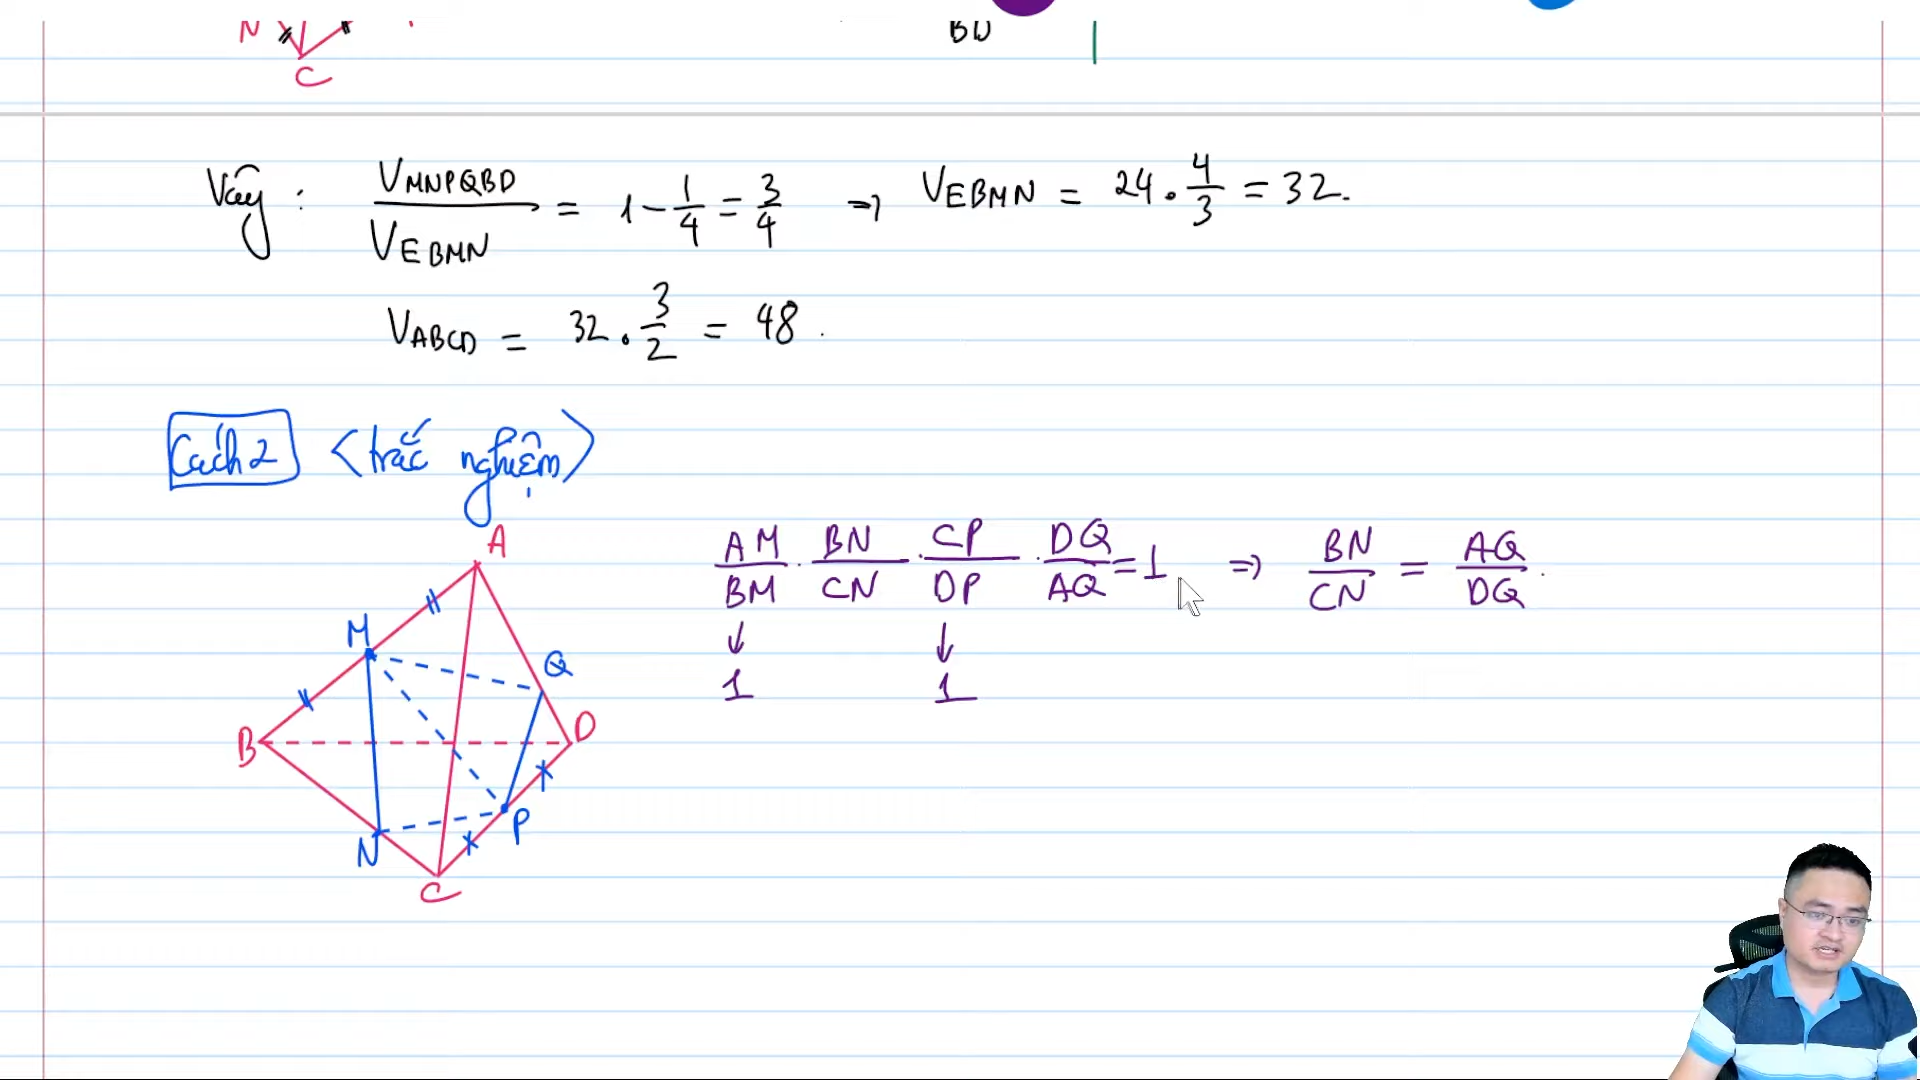 N
C
BD
Vậy : V_MNPQBD / V_EBMN = 1 - 1/4 = 3/4 ⇒ V_EBMN = 24 . 4/3 = 32.
V_ABCD = 32 . 3/2 = 48 .
Cách 2 <trắc nghiệm>
A
AM/BM . BN/CN . CP/DP . DQ/AQ = 1 ⇒ BN/CN = AQ/DQ .
↓ ↓
1 1
M
Q
B
D
N
P
C